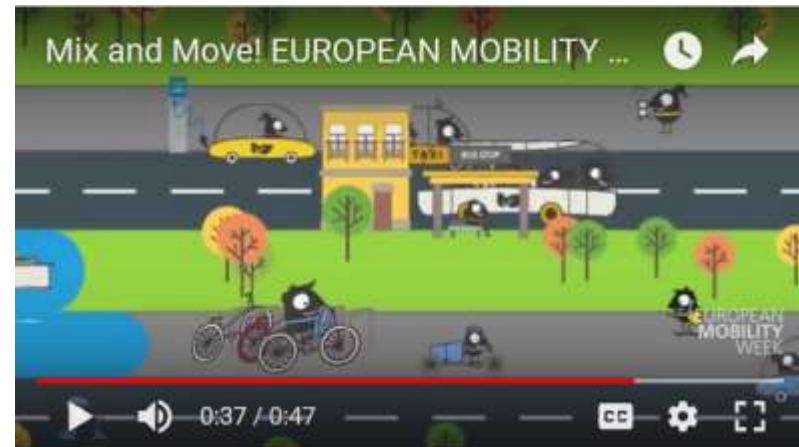 Mix and Move! EUROPEAN MOBILITY ...
TAXI
BUS STOP
EUROPEAN
MOBILITY
WEEK
0:37 / 0:47
CC